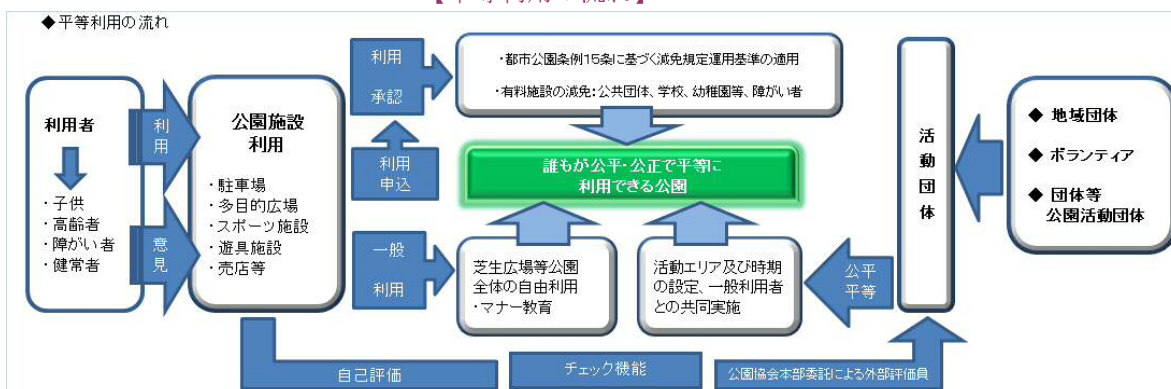 ◆平等利用の流れ
利用者
・子供
・高齢者
・障がい者
・健常者
利用
意見
公園施設
利用
・駐車場
・多目的広場
・スポーツ施設
・遊具施設
・売店等
利用
承認
利用
申込
一般
利用
・都市公園条例15条に基づく減免規定運用基準の適用
・有料施設の減免:公共団体、学校、幼稚園等、障がい者
誰もが公平・公正で平等に
利用できる公園
芝生広場等公園
全体の自由利用
・マナー教育
活動エリア及び時期
の設定、一般利用者
との共同実施
公平
平等
活動団体
◆ 地域団体
◆ ボランティア
◆ 団体等
公園活動団体
自己評価
チェック機能
公園協会本部委託による外部評価員